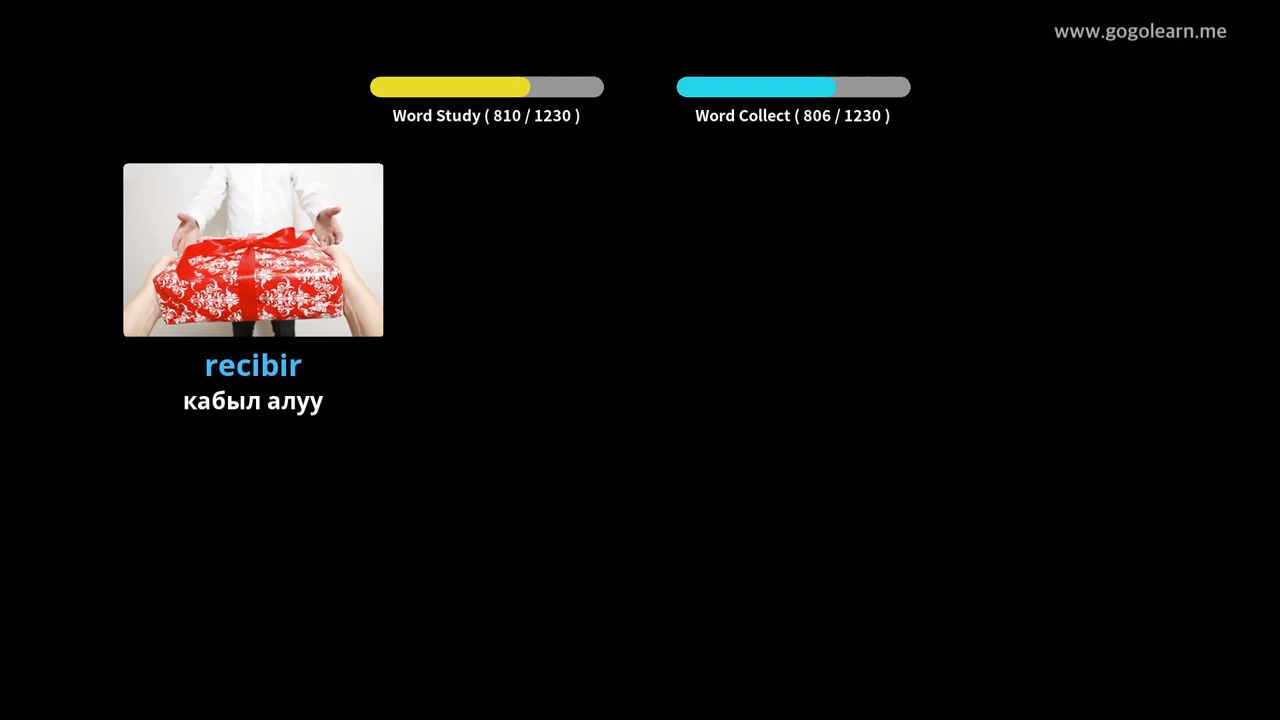 www.gogolearn.me
Word Study ( 810 / 1230 )
Word Collect ( 806 / 1230 )
recibir
кабыл алуу